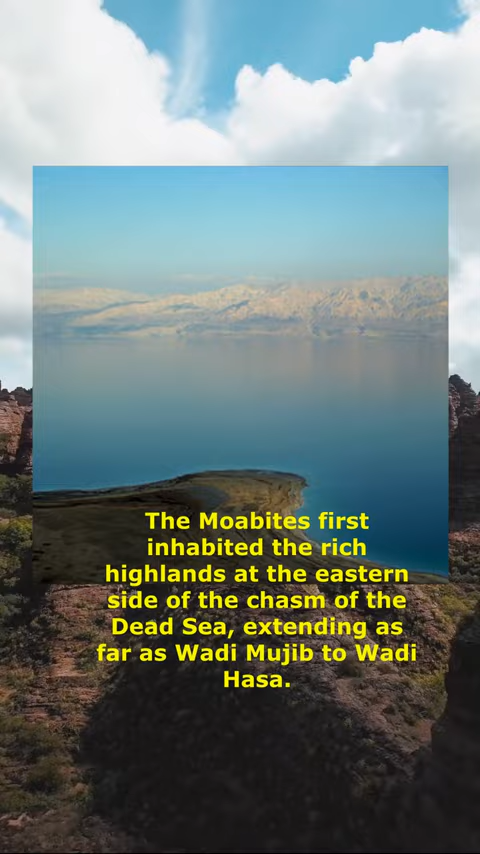 The Moabites first
inhabited the rich
highlands at the eastern
side of the chasm of the
Dead Sea, extending as
far as Wadi Mujib to Wadi
Hasa.